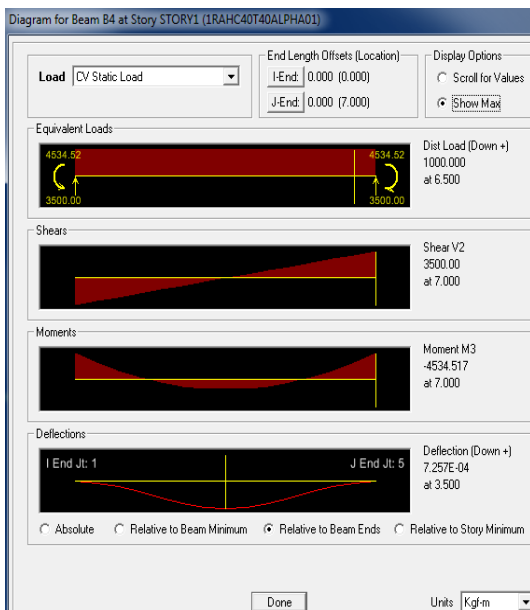 Diagram for Beam B4 at Story STORY1 (1RAHC40T40ALPHA01)
Load CV Static Load
End Length Offsets (Location)
I-End: 0.000 (0.000)
J-End: 0.000 (7.000)
Display Options
Scroll for Values
Show Max
Equivalent Loads
4534.52 4534.52
3500.00 3500.00
Dist Load (Down +)
1000.000
at 6.500
Shears
Shear V2
3500.00
at 7.000
Moments
Moment M3
-4534.517
at 7.000
Deflections
I End Jt: 1 J End Jt: 5
Deflection (Down +)
7.257E-04
at 3.500
Absolute Relative to Beam Minimum Relative to Beam Ends Relative to Story Minimum
Done Units Kgf-m